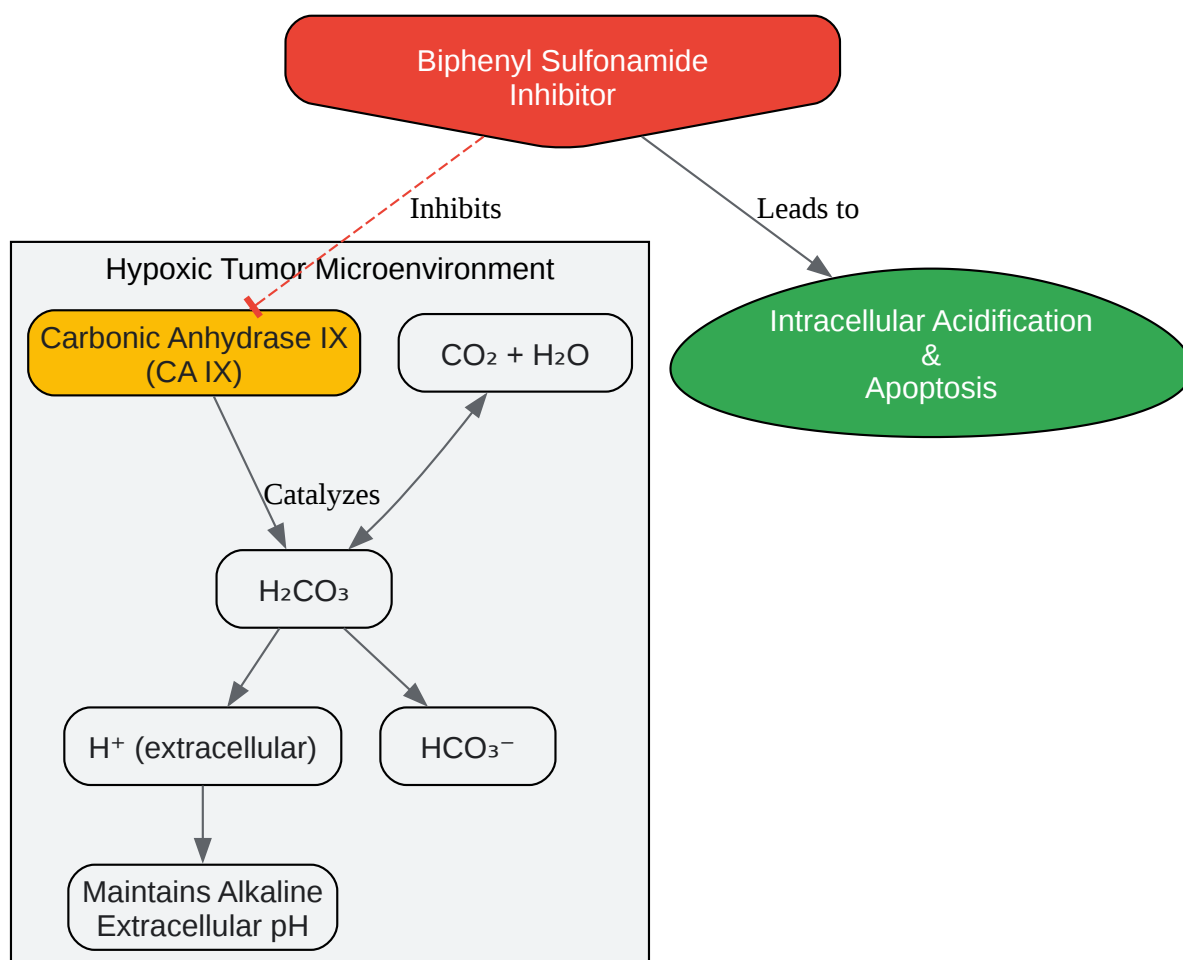 Biphenyl Sulfonamide
Inhibitor
Inhibits
Leads to
Hypoxic Tumor Microenvironment
Carbonic Anhydrase IX
(CA IX)
CO₂ + H₂O
Intracellular Acidification
&
Apoptosis
Catalyzes
H₂CO₃
H⁺ (extracellular)
HCO₃⁻
Maintains Alkaline
Extracellular pH